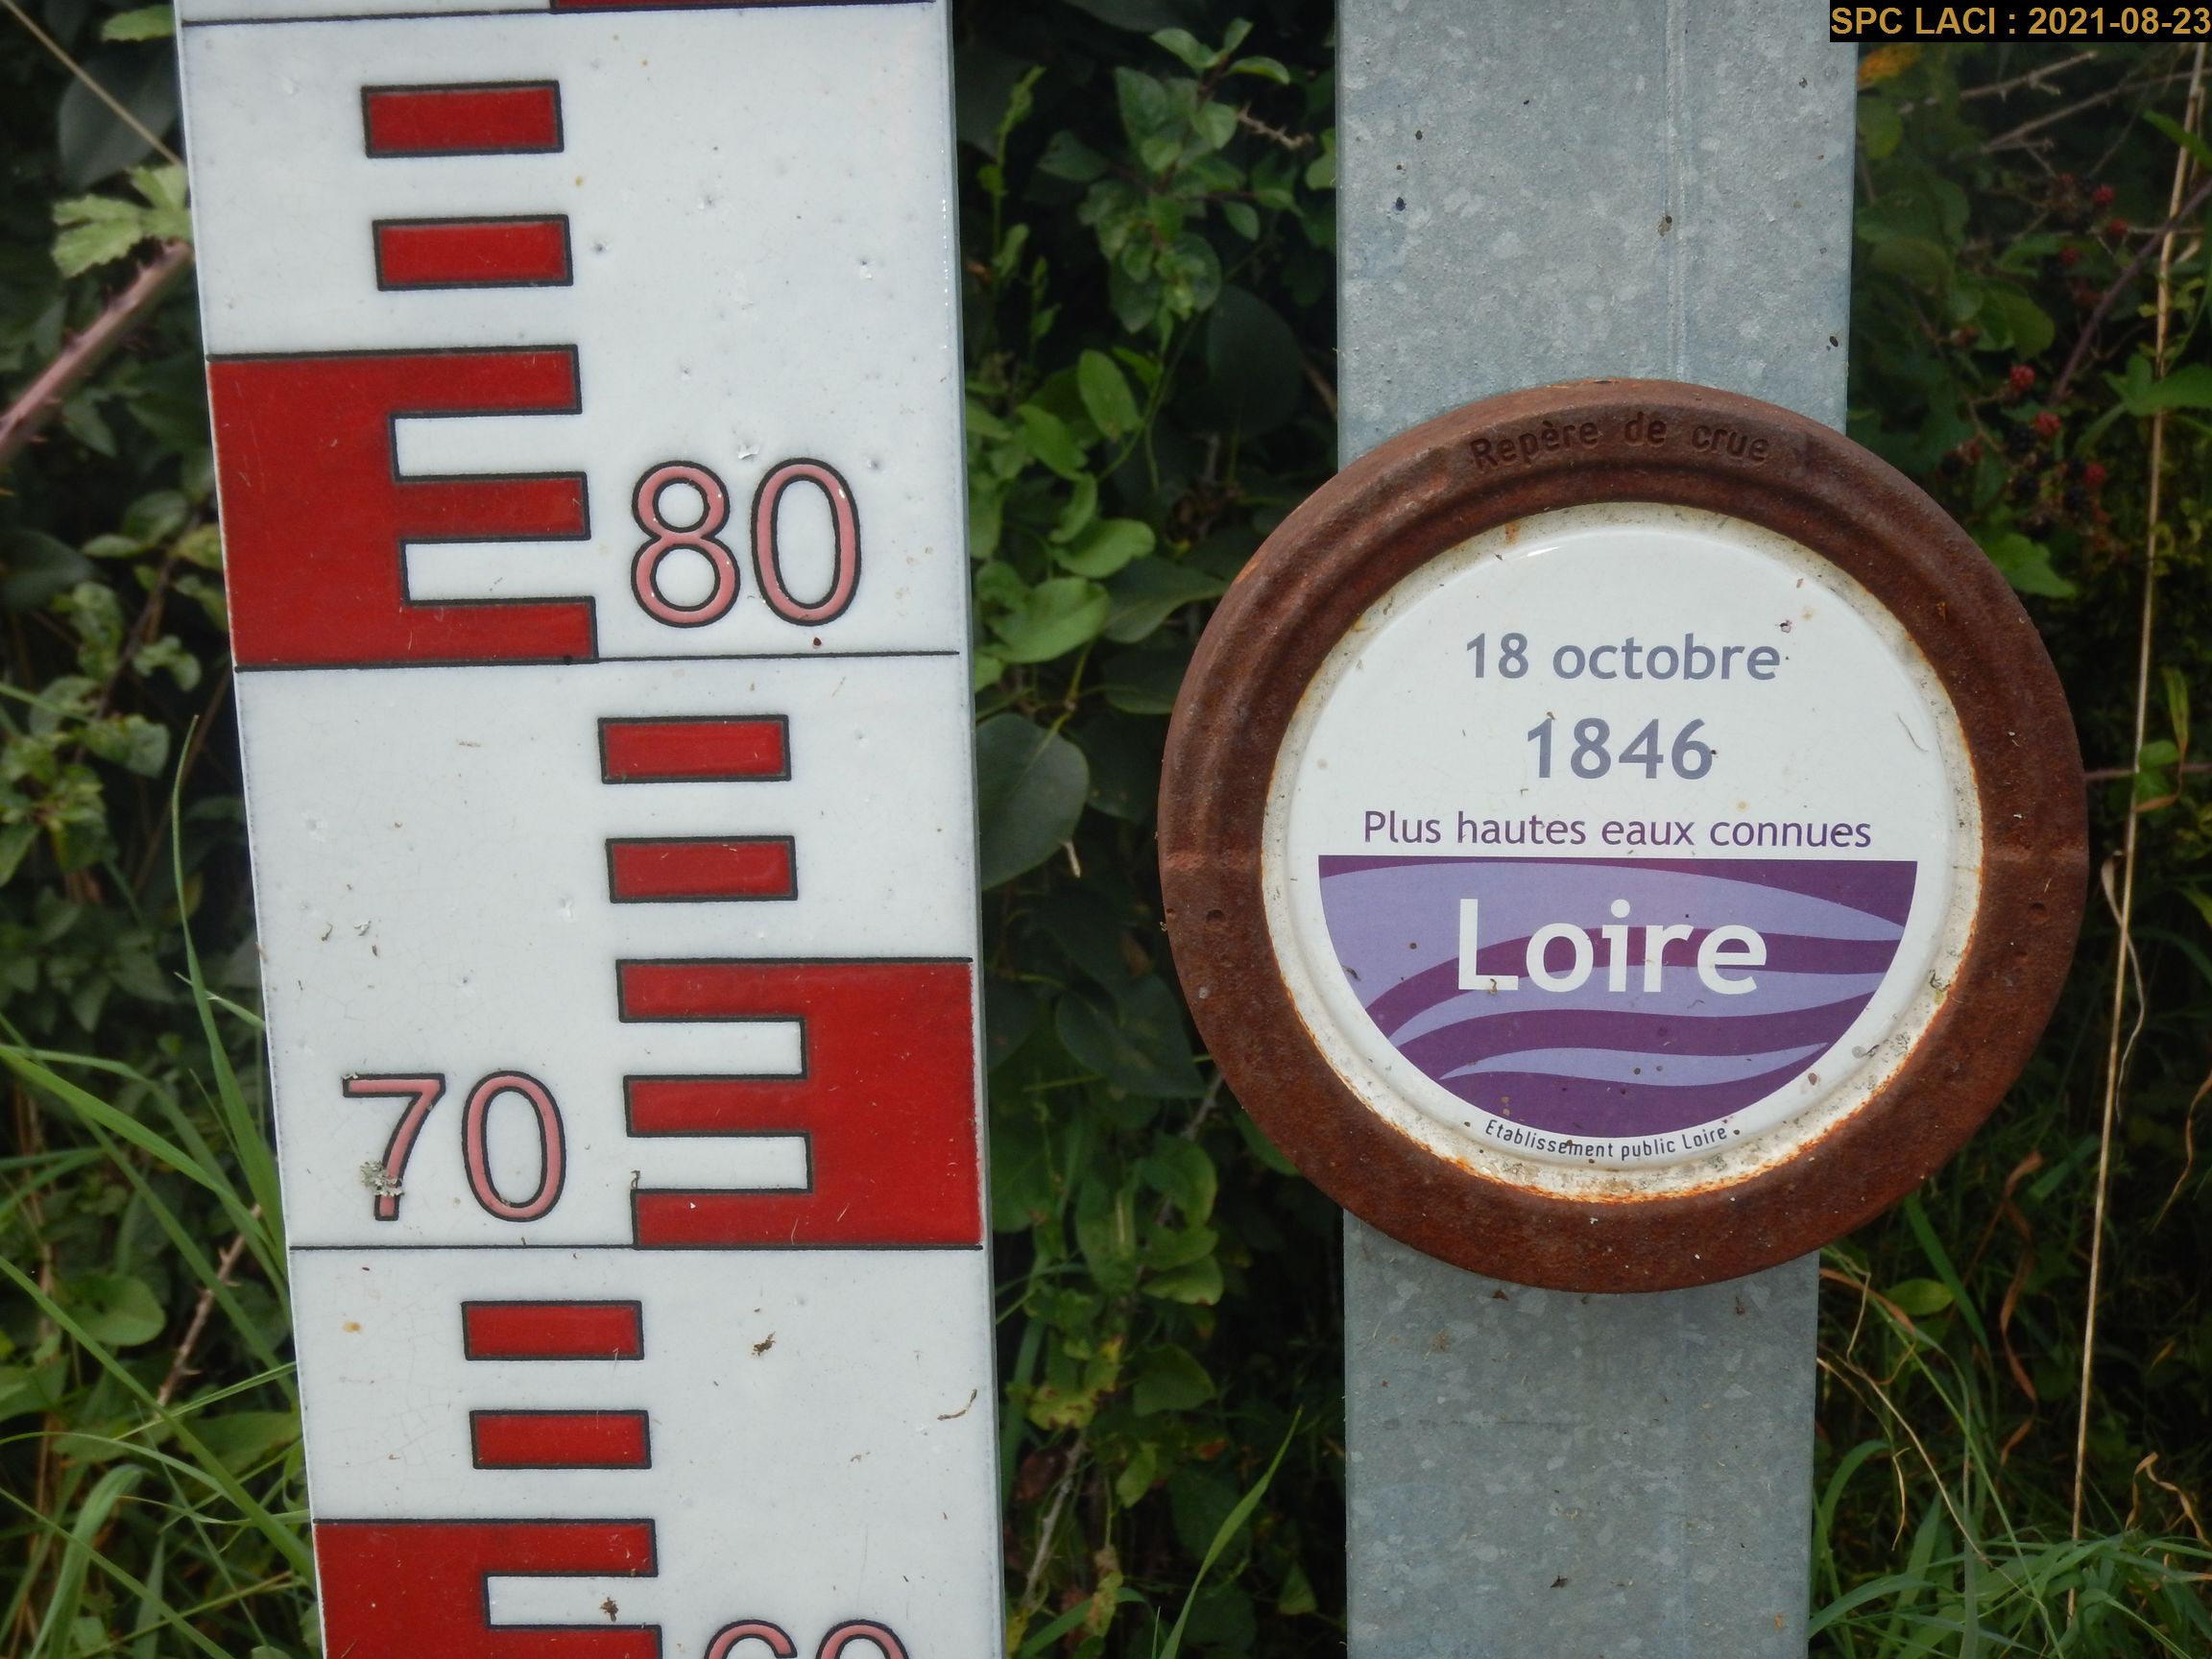 SPC LACI : 2021-08-23
Repère de crue
80
18 octobre
1846
Plus hautes eaux connues
Loire
70
Etablissement public Loire
60